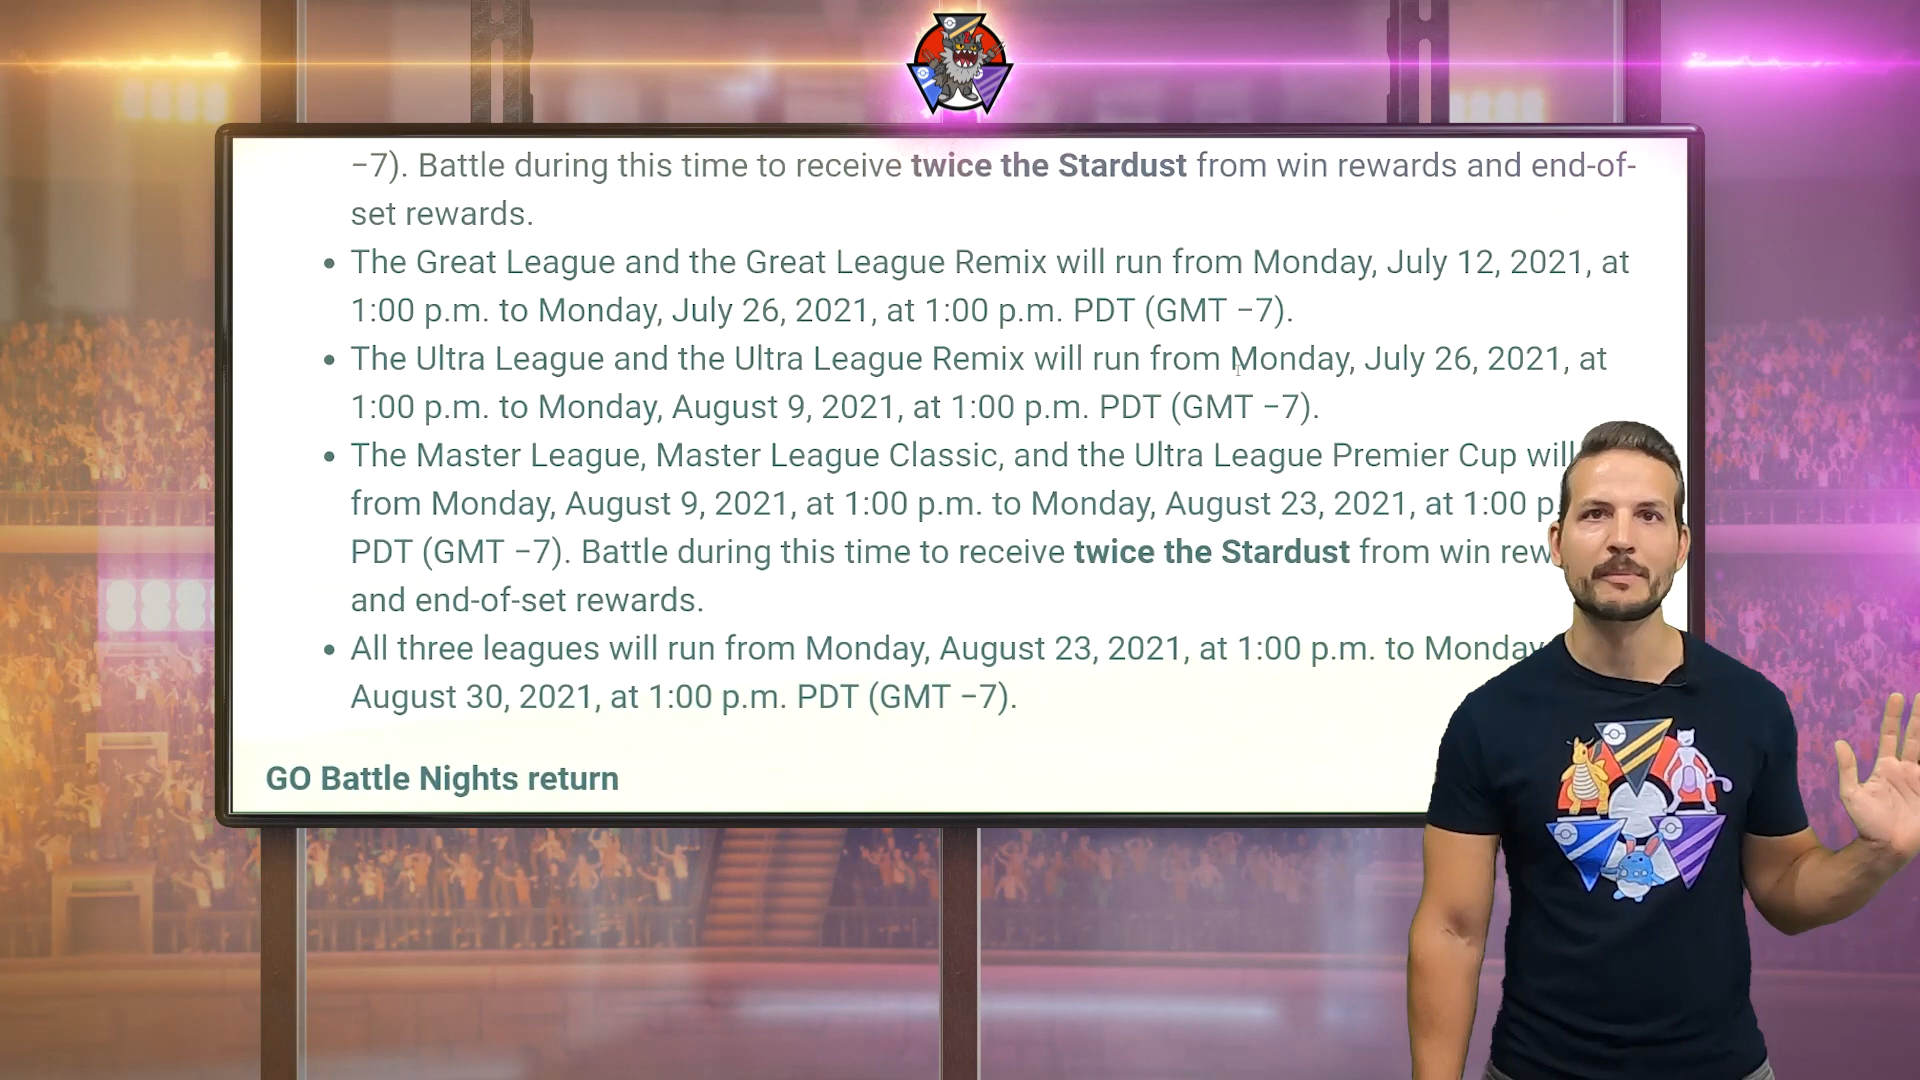 −7). Battle during this time to receive twice the Stardust from win rewards and end-of-
set rewards.
• The Great League and the Great League Remix will run from Monday, July 12, 2021, at
1:00 p.m. to Monday, July 26, 2021, at 1:00 p.m. PDT (GMT −7).
• The Ultra League and the Ultra League Remix will run from Monday, July 26, 2021, at
1:00 p.m. to Monday, August 9, 2021, at 1:00 p.m. PDT (GMT −7).
• The Master League, Master League Classic, and the Ultra League Premier Cup will
from Monday, August 9, 2021, at 1:00 p.m. to Monday, August 23, 2021, at 1:00 p.
PDT (GMT −7). Battle during this time to receive twice the Stardust from win rew
and end-of-set rewards.
• All three leagues will run from Monday, August 23, 2021, at 1:00 p.m. to Monday
August 30, 2021, at 1:00 p.m. PDT (GMT −7).
GO Battle Nights return